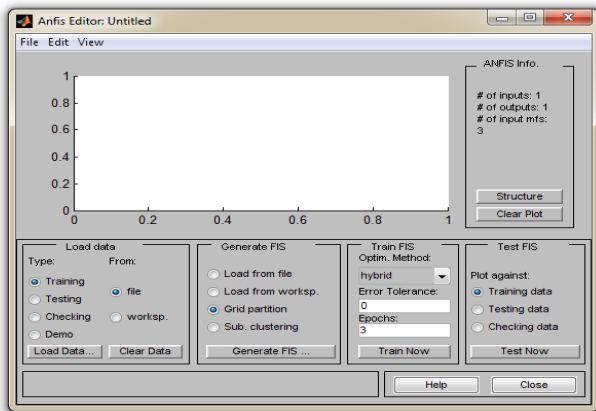 Anfis Editor: Untitled
File Edit View
1
0.8
0.6
0.4
0.2
0
0 0.2 0.4 0.6 0.8 1
ANFIS Info.
# of inputs: 1
# of outputs: 1
# of input mfs:
3
Structure
Clear Plot
Load data
Type: From:
Training
file
Testing
Checking
worksp.
Demo
Load Data... Clear Data
Generate FIS
Load from file
Load from worksp.
Grid partition
Sub. clustering
Generate FIS ...
Train FIS
Optim. Method:
hybrid
Error Tolerance:
0
Epochs:
3
Train Now
Test FIS
Plot against:
Training data
Testing data
Checking data
Test Now
Help Close